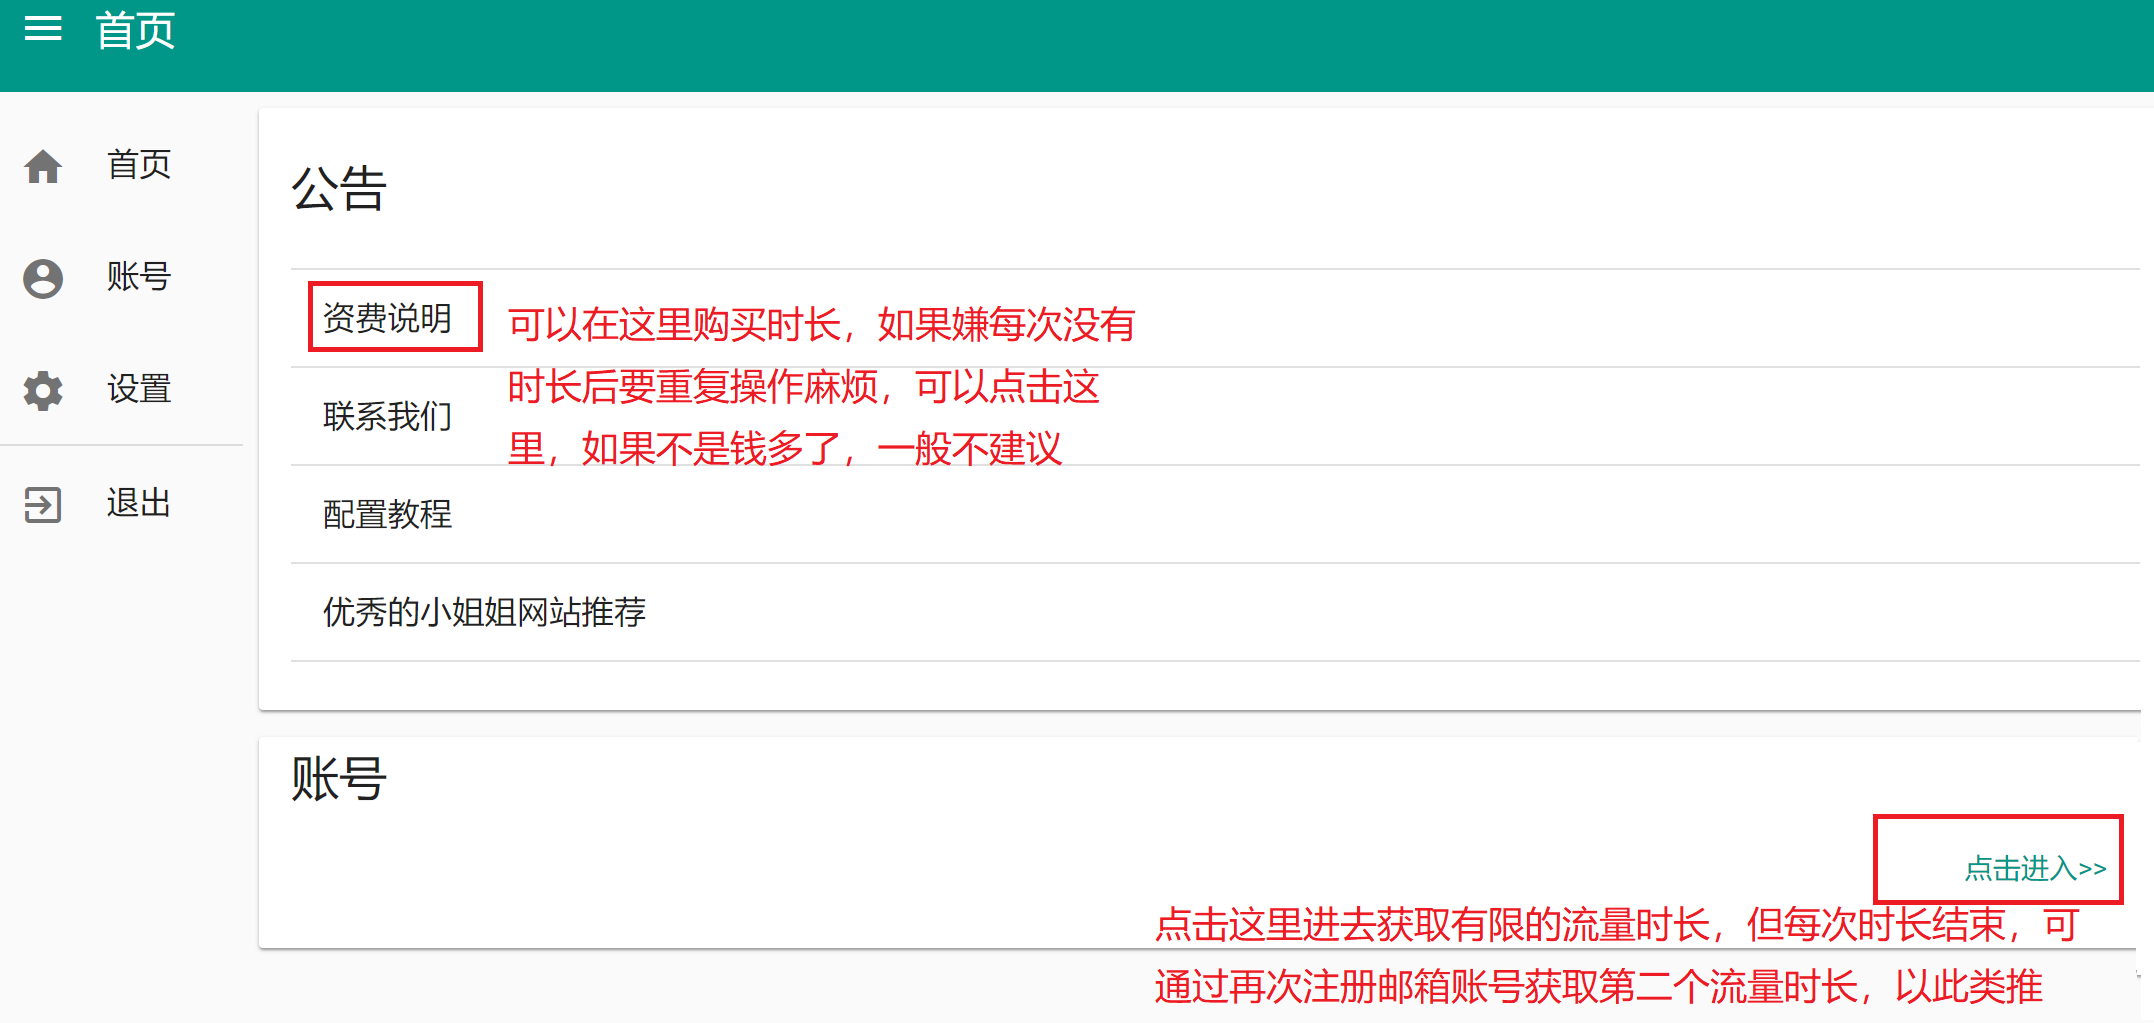 首页
首页
账号
设置
退出
公告
资费说明
可以在这里购买时长，如果嫌每次没有
时长后要重复操作麻烦，可以点击这
里，如果不是钱多了，一般不建议
联系我们
配置教程
优秀的小姐姐网站推荐
账号
点击进入>>
点击这里进去获取有限的流量时长，但每次时长结束，可
通过再次注册邮箱账号获取第二个流量时长，以此类推